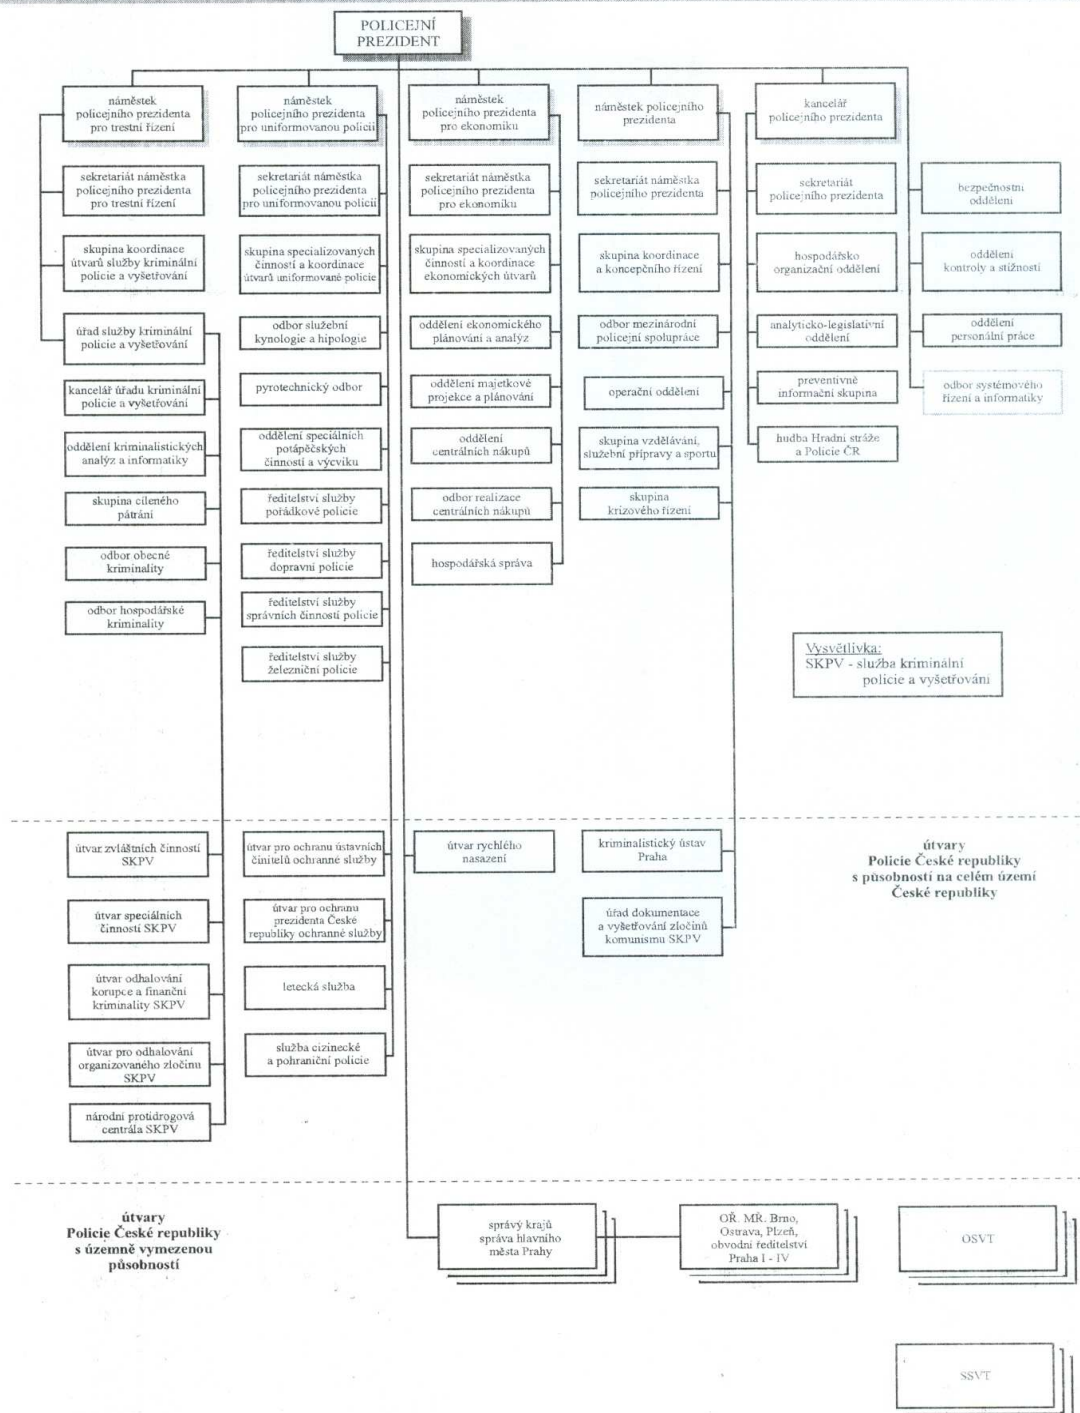 POLICEJNÍ
PREZIDENT
náměstek
policejního prezidenta
pro trestní řízení
sekretariát náměstka
policejního prezidenta
pro trestní řízení
skupina koordinace
útvarů služby kriminální
policie a vyšetřování
úřad služby kriminální
policie a vyšetřování
kancelář úřadu kriminální
policie a vyšetřování
oddělení kriminalistických
analýz a informatiky
skupina cíleného
pátrání
odbor obecné
kriminality
odbor hospodářské
kriminality
náměstek
policejního prezidenta
pro uniformovanou policii
sekretariát náměstka
policejního prezidenta
pro uniformovanou policii
skupina specializovaných
činností a koordinace
útvarů uniformované policie
odbor služební
kynologie a hipologie
pyrotechnický odbor
oddělení speciálních
potápěčských
činností a výcviku
ředitelství služby
pořádkové policie
ředitelství služby
dopravní policie
ředitelství služby
správních činností policie
ředitelství služby
železniční policie
náměstek
policejního prezidenta
pro ekonomiku
sekretariát náměstka
policejního prezidenta
pro ekonomiku
skupina specializovaných
činností a koordinace
ekonomických útvarů
oddělení ekonomického
plánování a analýz
oddělení majetkové
projekce a plánování
oddělení
centrálních nákupů
odbor realizace
centrálních nákupů
hospodářská správa
náměstek policejního
prezidenta
sekretariát náměstka
policejního prezidenta
skupina koordinace
a koncepčního řízení
odbor mezinárodní
policejní spolupráce
operační oddělení
skupina vzdělávání,
služební přípravy a sportu
skupina
krizového řízení
kancelář
policejního prezidenta
sekretariát
policejního prezidenta
hospodářsko
organizační oddělení
analyticko-legislativní
oddělení
preventivně
informační skupina
hudba Hradní stráže
a Policie ČR
bezpečnostní
oddělení
oddělení
kontroly a stížností
oddělení
personální práce
odbor systémového
řízení a informatiky
Vysvětlivka:
SKPV - služba kriminální
policie a vyšetřování
útvar zvláštních činností
SKPV
útvar speciálních
činností SKPV
útvar odhalování
korupce a finanční
kriminality SKPV
útvar pro odhalování
organizovaného zločinu
SKPV
národní protidrogová
centrála SKPV
útvar pro ochranu ústavních
činitelů ochranné služby
útvar pro ochranu
prezidenta České
republiky ochranné služby
letecká služba
služba cizinecké
a pohraniční policie
útvar rychlého
nasazení
kriminalistický ústav
Praha
úřad dokumentace
a vyšetřování zločinů
komunismu SKPV
útvary
Policie České republiky
s působností na celém území
České republiky
útvary
Policie České republiky
s územně vymezenou
působností
správy krajů
správa hlavního
města Prahy
OŘ. MŘ. Brno,
Ostrava, Plzeň,
obvodní ředitelství
Praha I - IV
OSVT
SSVT